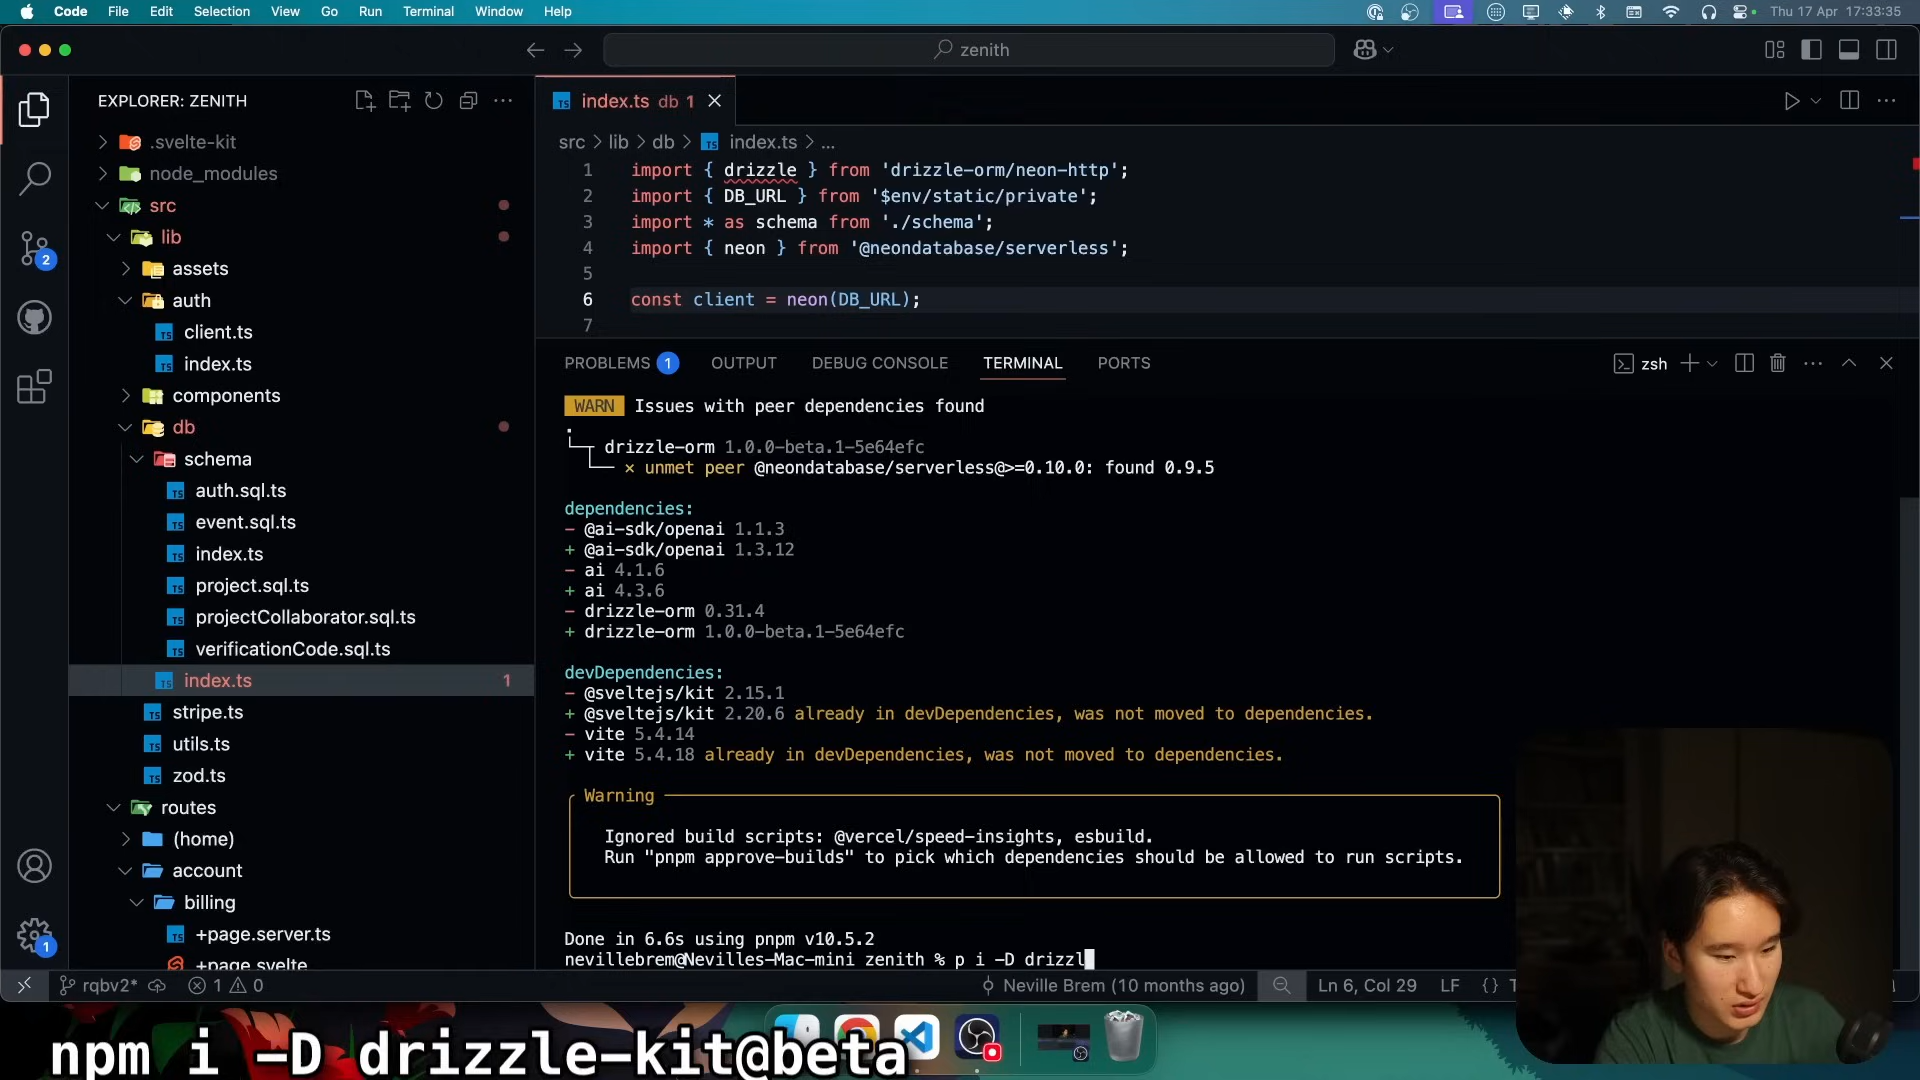 Code File Edit Selection View Go Run Terminal Window Help
Thu 17 Apr 17:33:35
zenith
EXPLORER: ZENITH
.svelte-kit
node_modules
src
lib
assets
auth
client.ts
index.ts
components
db
schema
auth.sql.ts
event.sql.ts
index.ts
project.sql.ts
projectCollaborator.sql.ts
verificationCode.sql.ts
index.ts 1
stripe.ts
utils.ts
zod.ts
routes
(home)
account
billing
+page.server.ts
+page.svelte
2
1
index.ts db 1
src > lib > db > index.ts > ...
1 import { drizzle } from 'drizzle-orm/neon-http';
2 import { DB_URL } from '$env/static/private';
3 import * as schema from './schema';
4 import { neon } from '@neondatabase/serverless';
5
6 const client = neon(DB_URL);
7
PROBLEMS 1 OUTPUT DEBUG CONSOLE TERMINAL PORTS
zsh
WARN Issues with peer dependencies found
.
└─┬ drizzle-orm 1.0.0-beta.1-5e64efc
└── × unmet peer @neondatabase/serverless@>=0.10.0: found 0.9.5
dependencies:
- @ai-sdk/openai 1.1.3
+ @ai-sdk/openai 1.3.12
- ai 4.1.6
+ ai 4.3.6
- drizzle-orm 0.31.4
+ drizzle-orm 1.0.0-beta.1-5e64efc
devDependencies:
- @sveltejs/kit 2.15.1
+ @sveltejs/kit 2.20.6 already in devDependencies, was not moved to dependencies.
- vite 5.4.14
+ vite 5.4.18 already in devDependencies, was not moved to dependencies.
Warning
Ignored build scripts: @vercel/speed-insights, esbuild.
Run "pnpm approve-builds" to pick which dependencies should be allowed to run scripts.
Done in 6.6s using pnpm v10.5.2
nevillebrem@Nevilles-Mac-mini zenith % p i -D drizzl
rqbv2* 1 0 Neville Brem (10 months ago) Ln 6, Col 29 LF {}
npm i -D drizzle-kit@beta